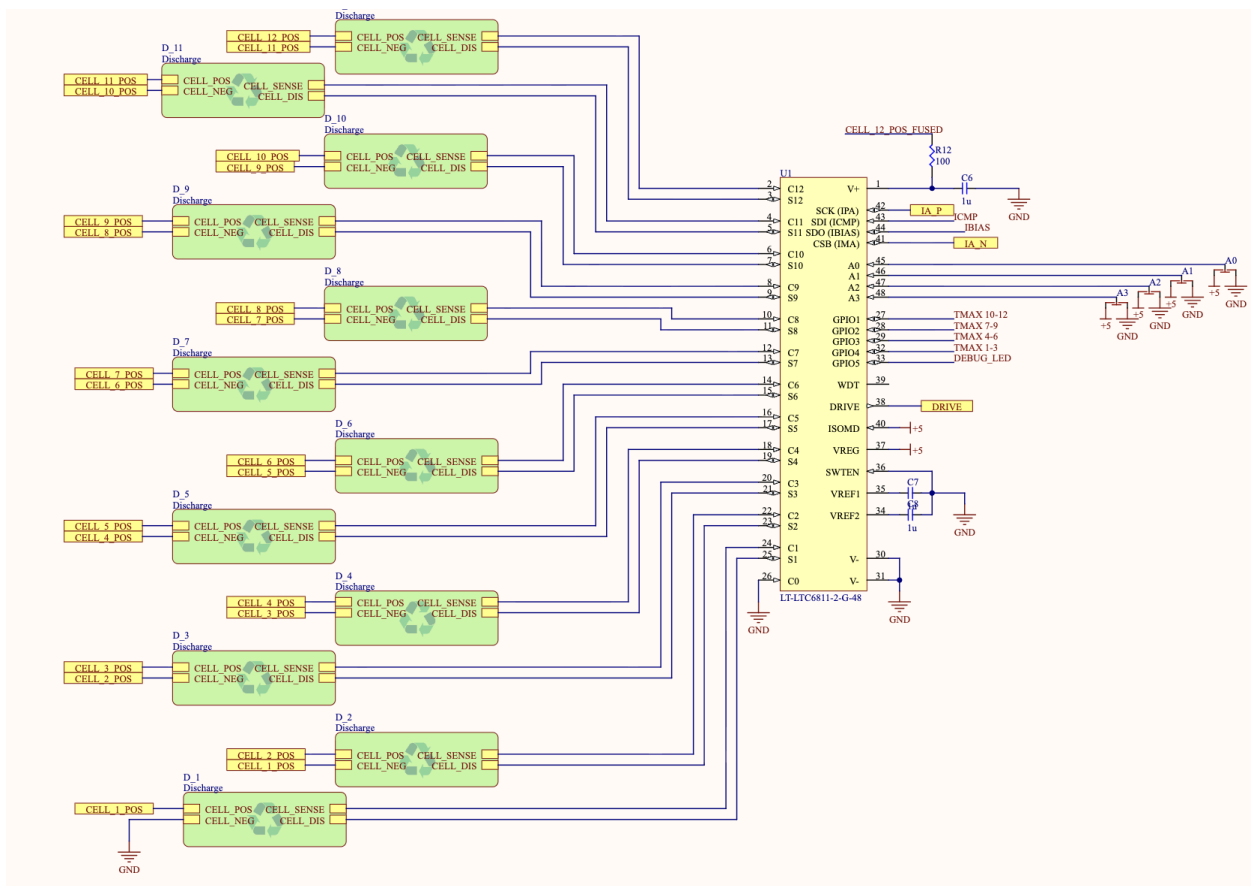 Discharge
CELL_12_POS
CELL_11_POS
CELL_POS CELL_SENSE
CELL_NEG CELL_DIS
D_11
Discharge
CELL_11_POS
CELL_10_POS
CELL_POS CELL_SENSE
CELL_NEG CELL_DIS
D_10
Discharge
CELL_10_POS
CELL_9_POS
CELL_POS CELL_SENSE
CELL_NEG CELL_DIS
D_9
Discharge
CELL_9_POS
CELL_8_POS
CELL_POS CELL_SENSE
CELL_NEG CELL_DIS
D_8
Discharge
CELL_8_POS
CELL_7_POS
CELL_POS CELL_SENSE
CELL_NEG CELL_DIS
D_7
Discharge
CELL_7_POS
CELL_6_POS
CELL_POS CELL_SENSE
CELL_NEG CELL_DIS
D_6
Discharge
CELL_6_POS
CELL_5_POS
CELL_POS CELL_SENSE
CELL_NEG CELL_DIS
D_5
Discharge
CELL_5_POS
CELL_4_POS
CELL_POS CELL_SENSE
CELL_NEG CELL_DIS
D_4
Discharge
CELL_4_POS
CELL_3_POS
CELL_POS CELL_SENSE
CELL_NEG CELL_DIS
D_3
Discharge
CELL_3_POS
CELL_2_POS
CELL_POS CELL_SENSE
CELL_NEG CELL_DIS
D_2
Discharge
CELL_2_POS
CELL_1_POS
CELL_POS CELL_SENSE
CELL_NEG CELL_DIS
D_1
Discharge
CELL_1_POS
CELL_POS CELL_SENSE
CELL_NEG CELL_DIS
GND
CELL_12_POS_FUSED
R12
100
C6
1u
GND
U1
2 C12 V+ 1
3 S12
SCK (IPA) 42 IA_P
4 C11 SDI (ICMP) 43 ICMP
5 S11 SDO (IBIAS) 44 IBIAS
CSB (IMA) 41 IA_N
6 C10
7 S10 A0 45 A0
A1 46 A1
8 C9 A2 47 A2
9 S9 A3 48 A3
+5 GND
+5 GND
+5 GND
+5 GND
10 C8 GPIO1 27 TMAX 10-12
11 S8 GPIO2 28 TMAX 7-9
GPIO3 29 TMAX 4-6
12 C7 GPIO4 32 TMAX 1-3
13 S7 GPIO5 33 DEBUG_LED
14 C6 WDT 39
15 S6
DRIVE 38 DRIVE
16 C5
17 S5 ISOMD 40 +5
18 C4 VREG 37 +5
19 S4
SWTEN 36
20 C3
21 S3 VREF1 35 C7
C8
22 C2 VREF2 34 1u
23 S2
GND
24 C1
25 S1 V- 30
26 C0 V- 31
LT-LTC6811-2-G-48
GND
GND